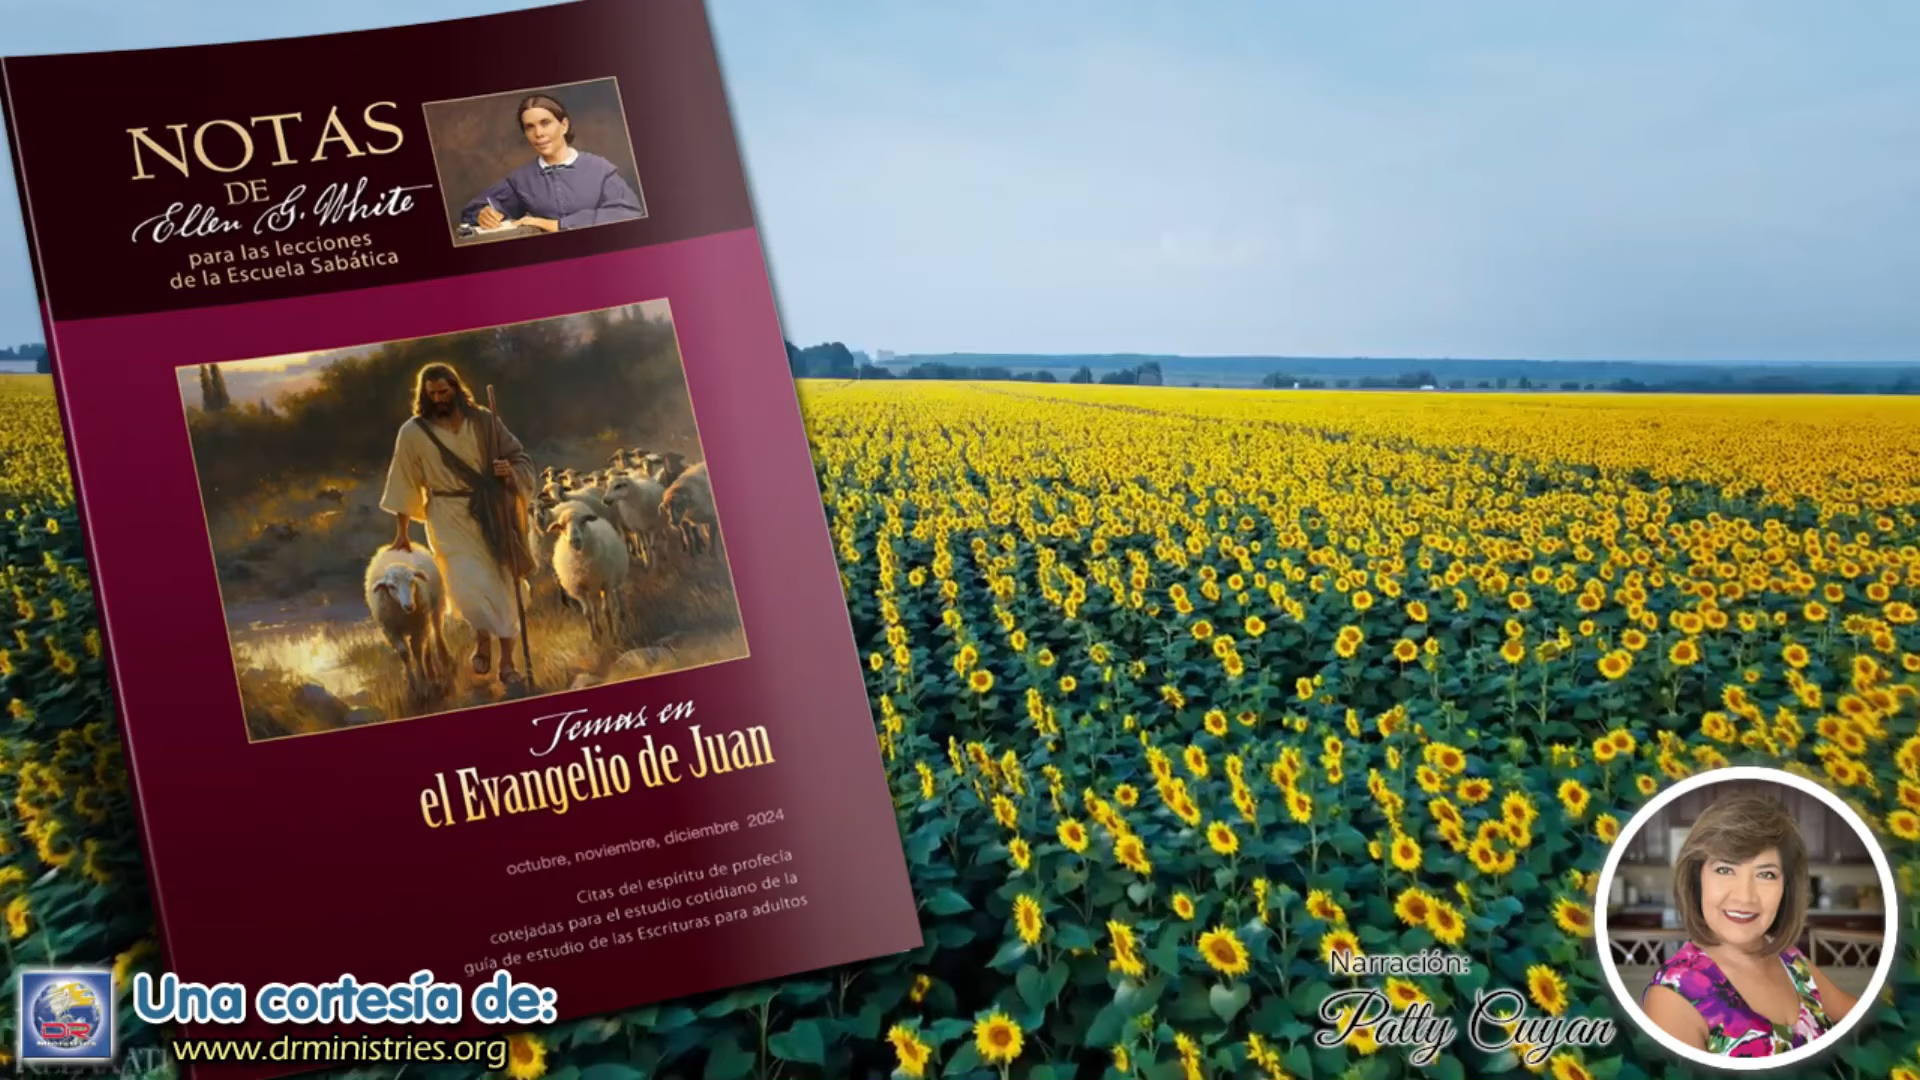 NOTAS
DE
Ellen G. White
para las lecciones
de la Escuela Sabática
Temas en
el Evangelio de Juan
octubre, noviembre, diciembre 2024
Citas del espíritu de profecía
cotejadas para el estudio cotidiano de la
guía de estudio de las Escrituras para adultos
DR
Ministries
Una cortesía de:
www.drministries.org
Narración:
Patty Cuyan